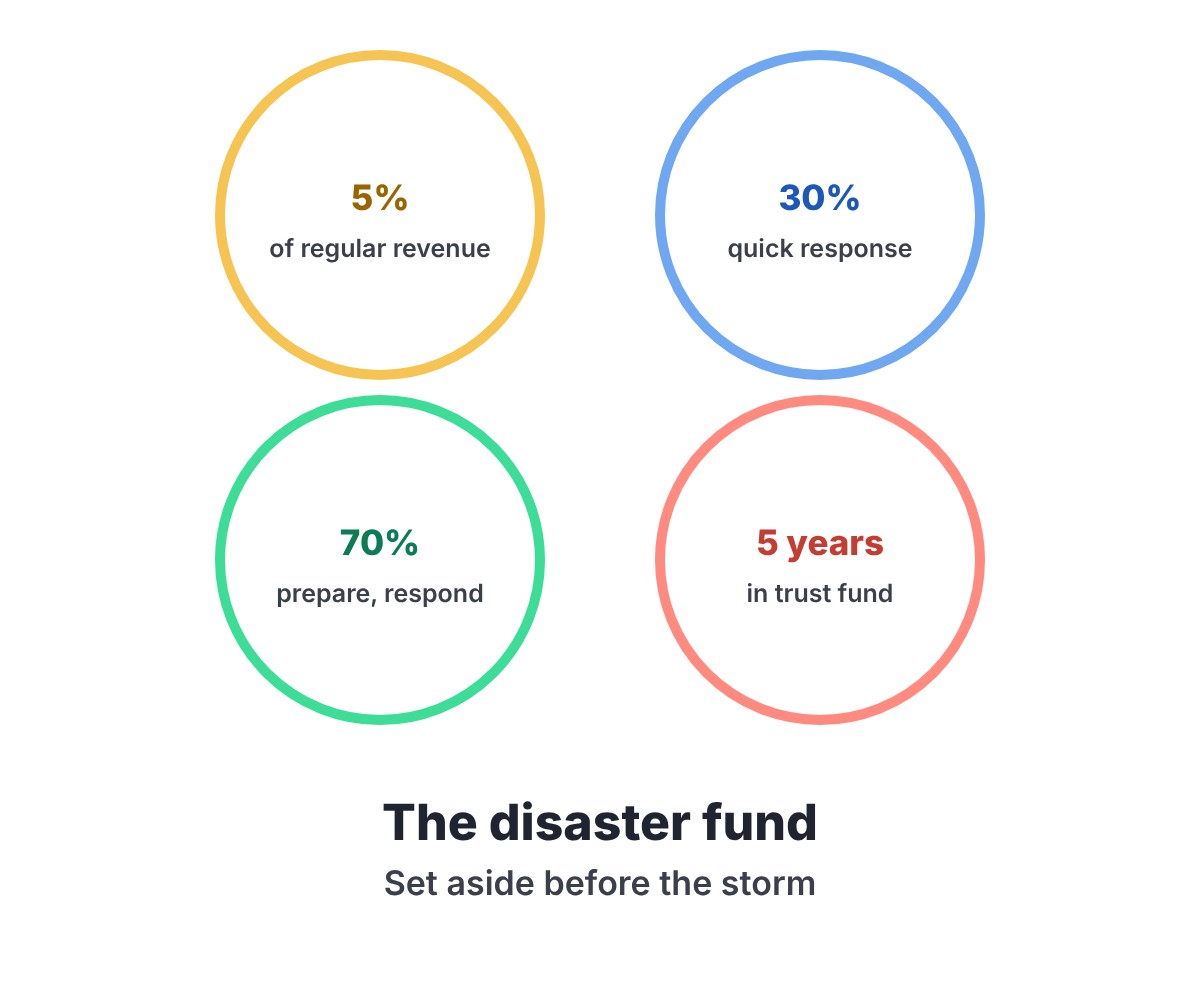 5%
of regular revenue
30%
quick response
70%
prepare, respond
5 years
in trust fund
The disaster fund
Set aside before the storm